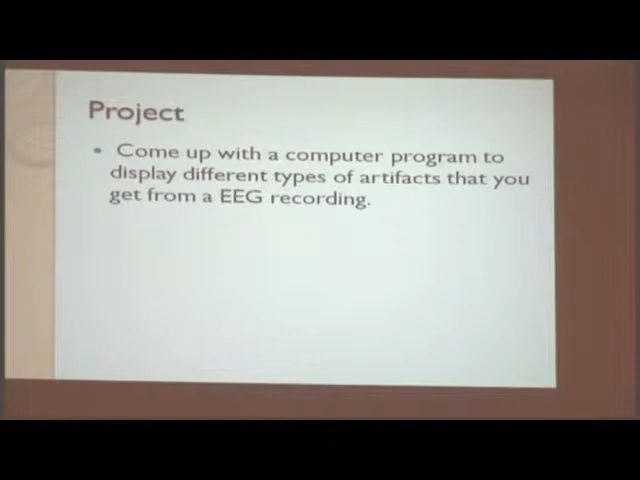 Project
• Come up with a computer program to
display different types of artifacts that you
get from a EEG recording.